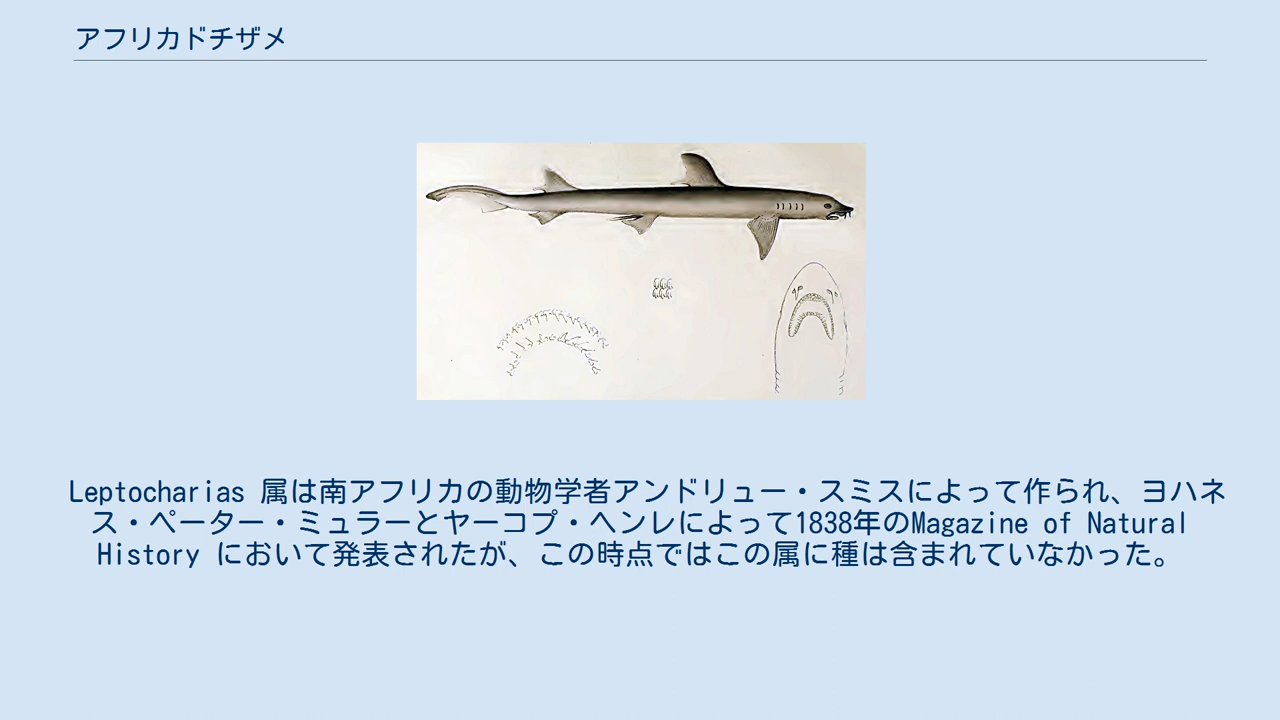 アフリカドチザメ
Leptocharias 属は南アフリカの動物学者アンドリュー・スミスによって作られ、ヨハネ
ス・ペーター・ミュラーとヤーコプ・ヘンレによって1838年のMagazine of Natural
History において発表されたが、この時点ではこの属に種は含まれていなかった。